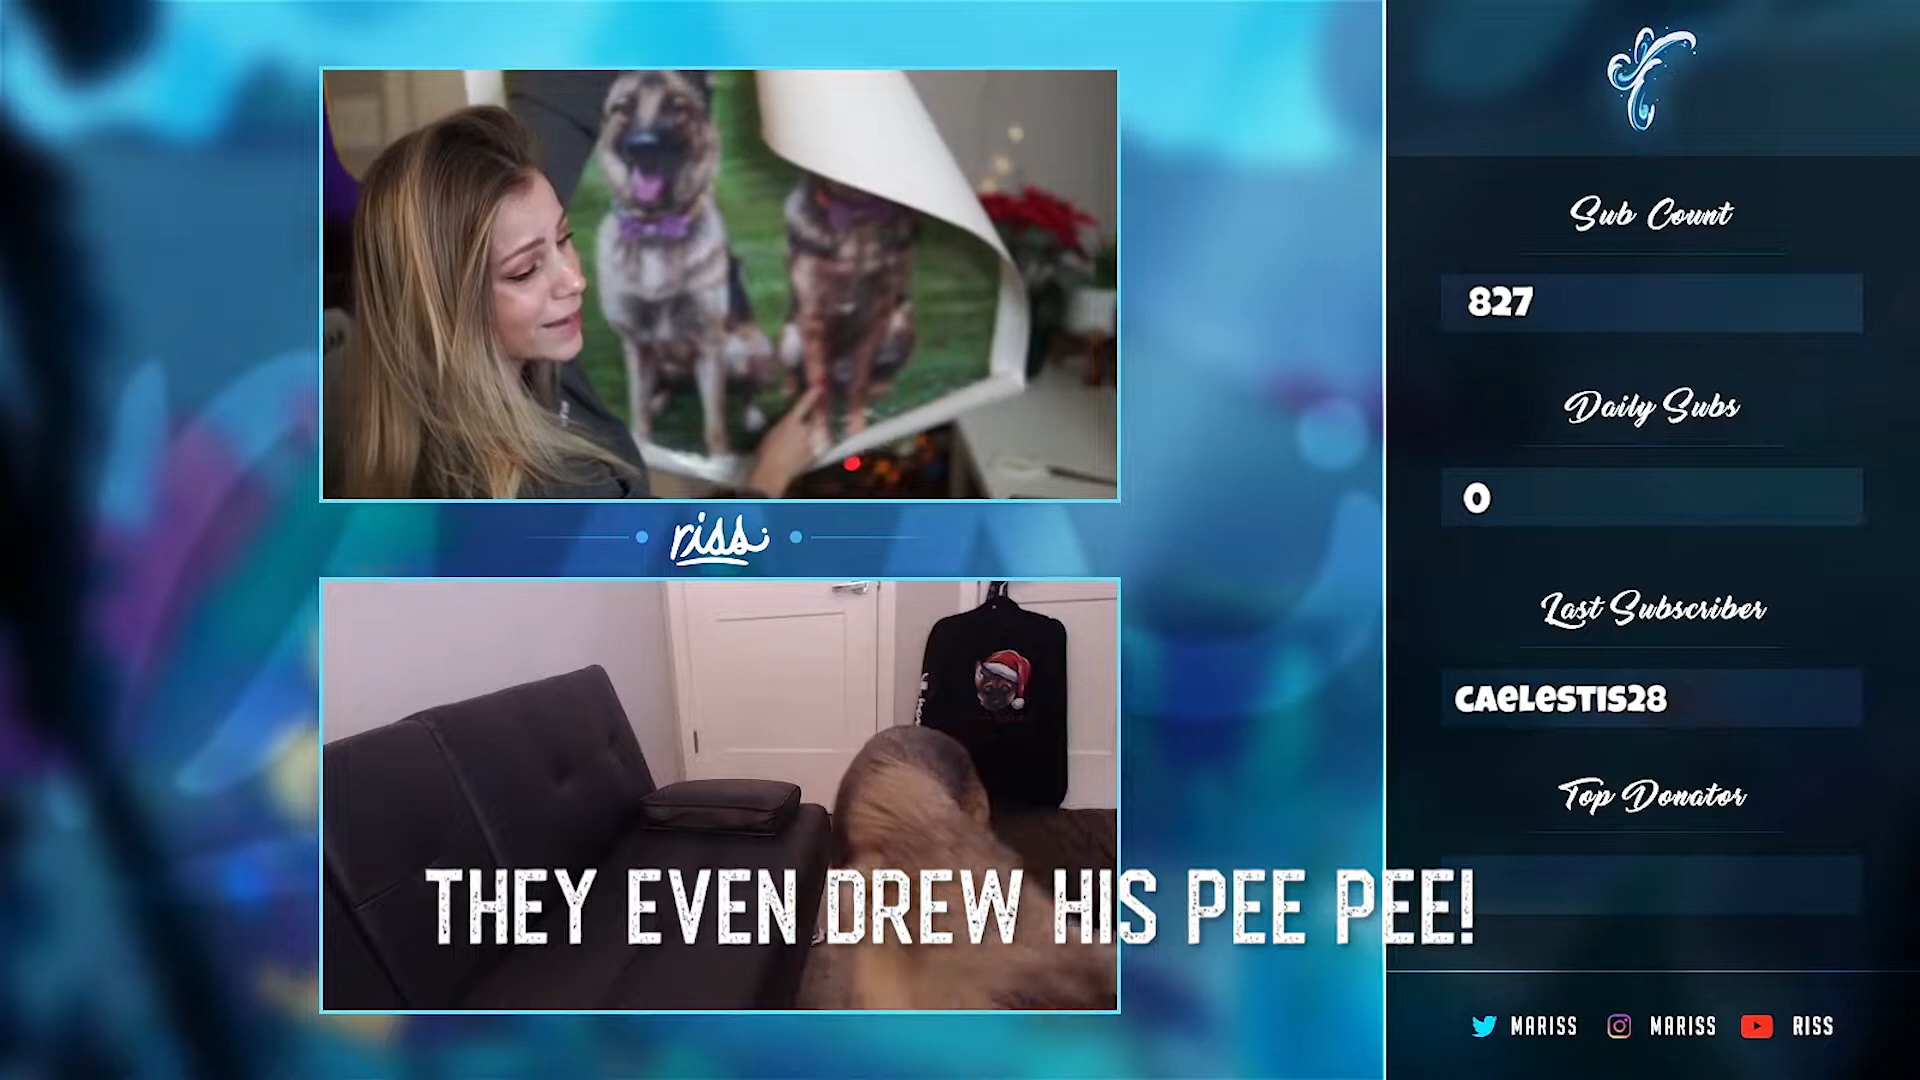 riss
THEY EVEN DREW HIS PEE PEE!
Sub Count
827
Daily Subs
0
Last Subscriber
caelestis28
Top Donator
MARISS MARISS RISS